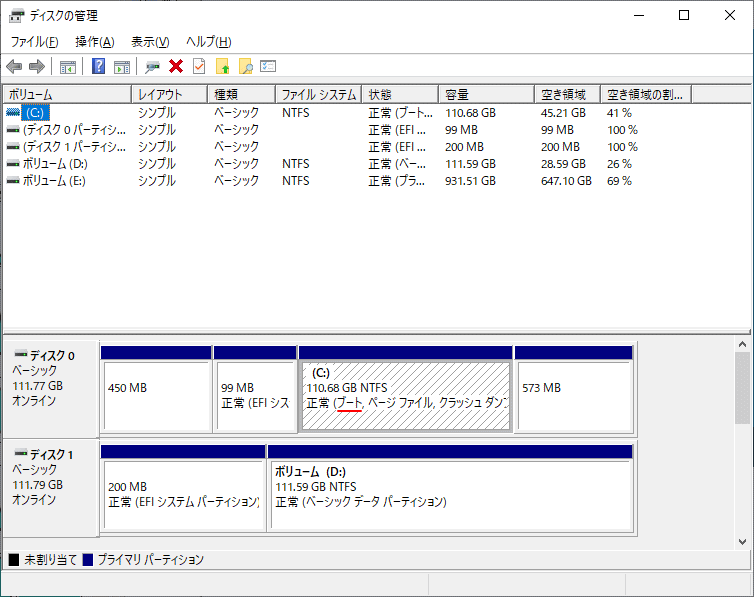 ディスクの管理
ファイル(F) 操作(A) 表示(V) ヘルプ(H)
ボリューム レイアウト 種類 ファイル システム 状態 容量 空き領域 空き領域の割...
(C:) シンプル ベーシック NTFS 正常 (ブート... 110.68 GB 45.21 GB 41 %
(ディスク 0 パーティシ... シンプル ベーシック 正常 (EFI ... 99 MB 99 MB 100 %
(ディスク 1 パーティシ... シンプル ベーシック 正常 (EFI ... 200 MB 200 MB 100 %
ボリューム (D:) シンプル ベーシック NTFS 正常 (ベー... 111.59 GB 28.59 GB 26 %
ボリューム (E:) シンプル ベーシック NTFS 正常 (プラ... 931.51 GB 647.10 GB 69 %
ディスク 0
ベーシック
111.77 GB
オンライン
450 MB
99 MB
正常 (EFI シス
(C:)
110.68 GB NTFS
正常 (ブート, ページ ファイル, クラッシュ ダンプ
573 MB
ディスク 1
ベーシック
111.79 GB
オンライン
200 MB
正常 (EFI システム パーティション)
ボリューム (D:)
111.59 GB NTFS
正常 (ベーシック データ パーティション)
未割り当て プライマリ パーティション